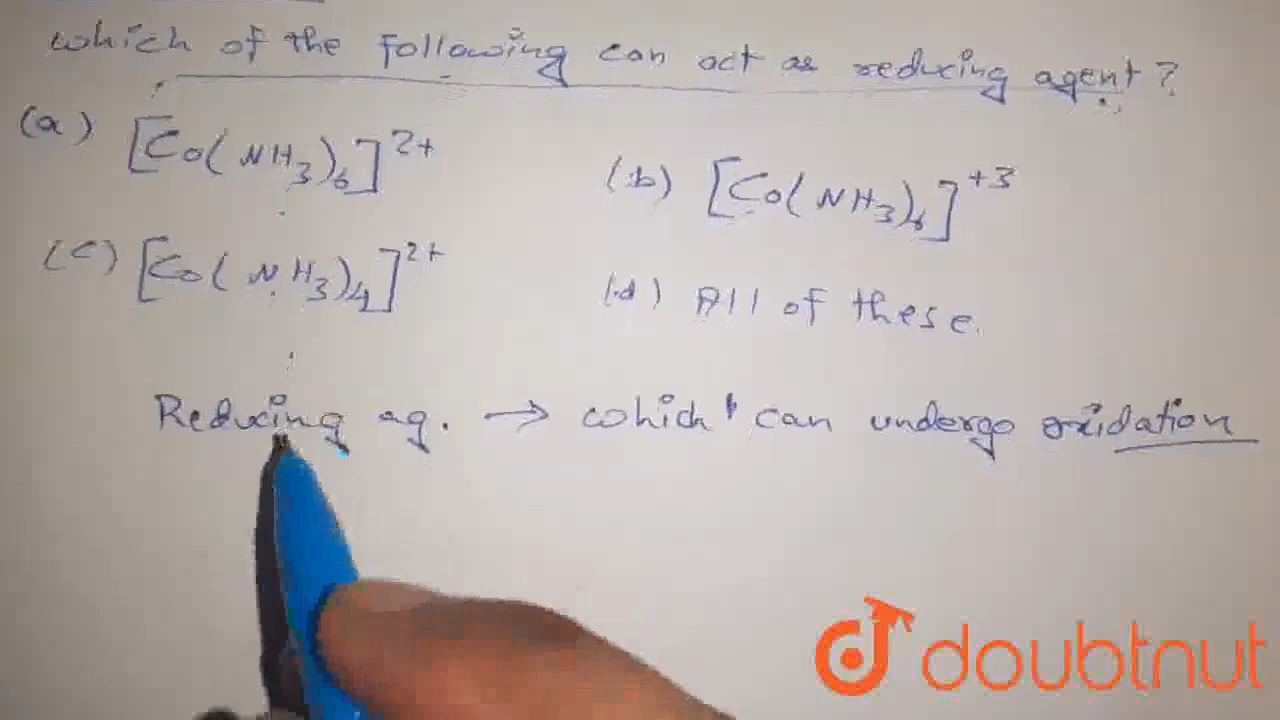 which of the following can act as reducing agent?
(a) [Co(NH3)6]2+
(b) [Co(NH3)6]+3
(c) [Co(NH3)4]2+
(d) All of these.
Reducing ag. → which can undergo oxidation
doubtnut